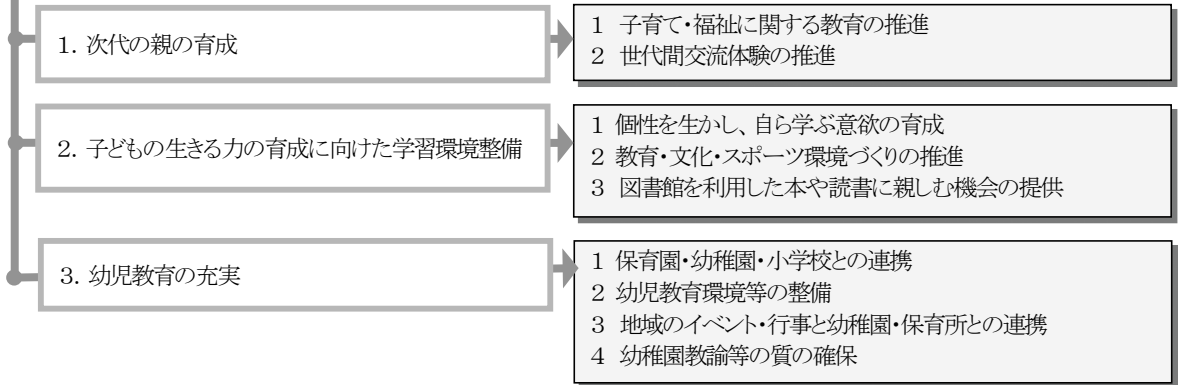 1. 次代の親の育成
1 子育て・福祉に関する教育の推進
2 世代間交流体験の推進
2. 子どもの生きる力の育成に向けた学習環境整備
1 個性を生かし、自ら学ぶ意欲の育成
2 教育・文化・スポーツ環境づくりの推進
3 図書館を利用した本や読書に親しむ機会の提供
3. 幼児教育の充実
1 保育園・幼稚園・小学校との連携
2 幼児教育環境等の整備
3 地域のイベント・行事と幼稚園・保育所との連携
4 幼稚園教諭等の質の確保